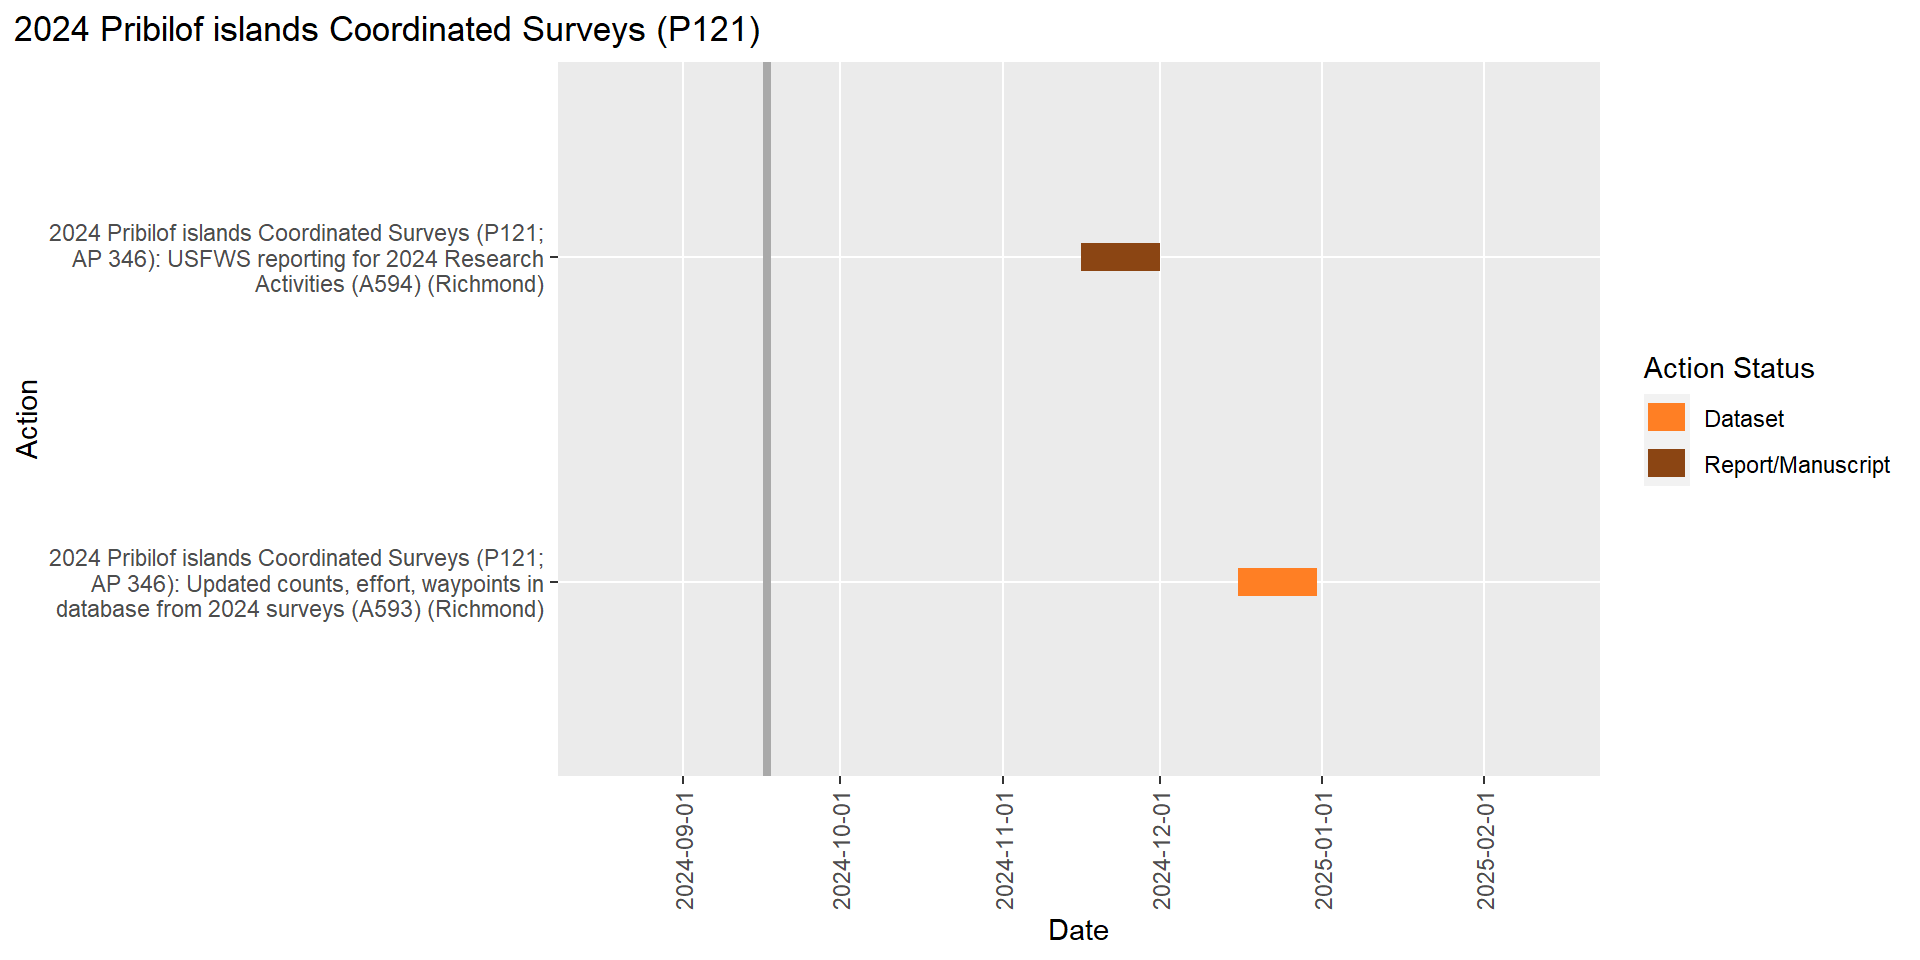 2024 Pribilof islands Coordinated Surveys (P121)
Action
2024 Pribilof islands Coordinated Surveys (P121;
AP 346): USFWS reporting for 2024 Research
Activities (A594) (Richmond)
2024 Pribilof islands Coordinated Surveys (P121;
AP 346): Updated counts, effort, waypoints in
database from 2024 surveys (A593) (Richmond)
2024-09-01
2024-10-01
2024-11-01
2024-12-01
2025-01-01
2025-02-01
Date
Action Status
Dataset
Report/Manuscript